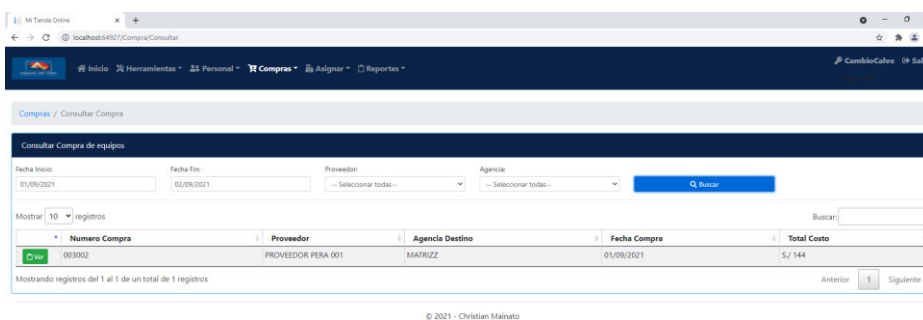 Mi Tienda Online
localhost:64927/Compra/Consultar
Inicio Herramientas Personal Compras Asignar Reportes CambioCalve Sal
Compras / Consultar Compra
Consultar Compra de equipos
Fecha Inicio: Fecha Fin: Proveedor: Agencia:
01/09/2021 02/09/2021 -- Seleccionar todas-- -- Seleccionar todas-- Buscar
Mostrar 10 registros Buscar:
Numero Compra Proveedor Agencia Destino Fecha Compra Total Costo
Ver 003002 PROVEEDOR PERA 001 MATRIZZ 01/09/2021 S./ 144
Mostrando registros del 1 al 1 de un total de 1 registros Anterior 1 Siguiente
© 2021 - Christian Mainato